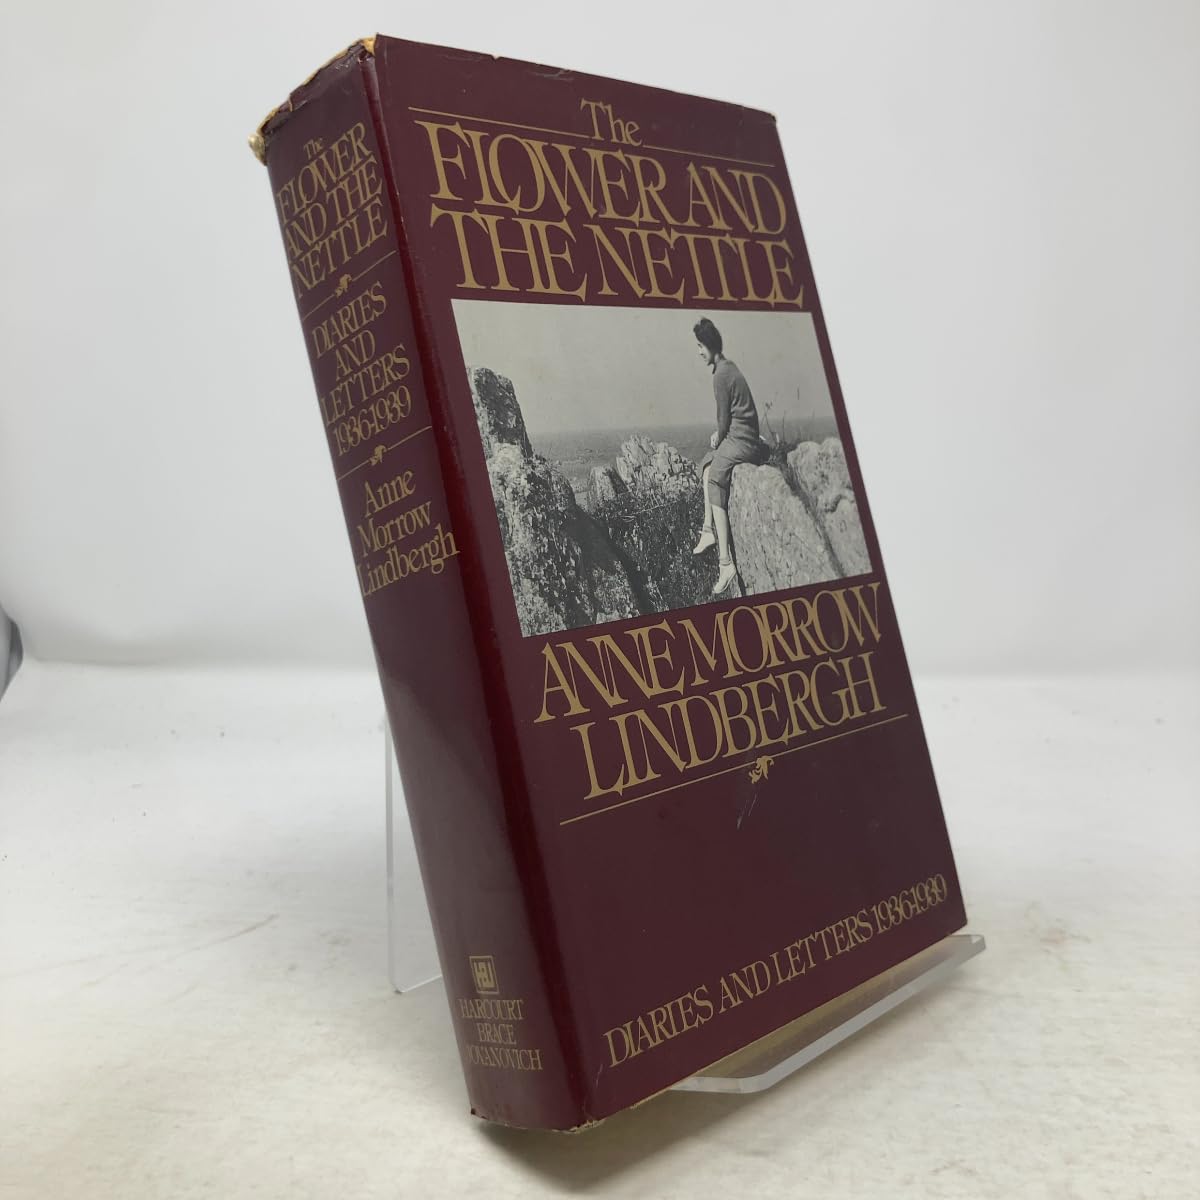 The
FLOWER
AND THE
NETTLE
DIARIES
AND
LETTERS
1936-1939
Anne
Morrow
Lindbergh
HBJ
HARCOURT
BRACE
JOVANOVICH
The
FLOWER AND
THE NETTLE
ANNE MORROW
LINDBERGH
DIARIES AND LETTERS 1936-1939